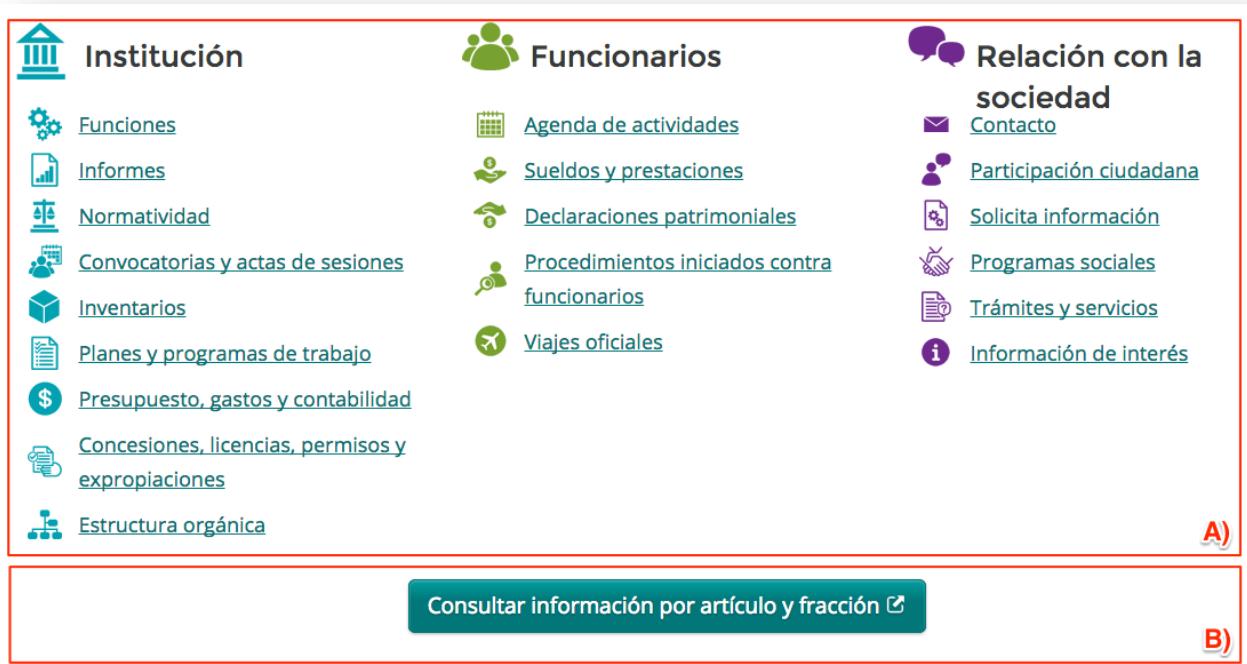 Institución
Funciones
Informes
Normatividad
Convocatorias y actas de sesiones
Inventarios
Planes y programas de trabajo
Presupuesto, gastos y contabilidad
Concesiones, licencias, permisos y
expropiaciones
Estructura orgánica
Funcionarios
Agenda de actividades
Sueldos y prestaciones
Declaraciones patrimoniales
Procedimientos iniciados contra
funcionarios
Viajes oficiales
Relación con la
sociedad
Contacto
Participación ciudadana
Solicita información
Programas sociales
Trámites y servicios
Información de interés
A)
Consultar información por artículo y fracción
B)